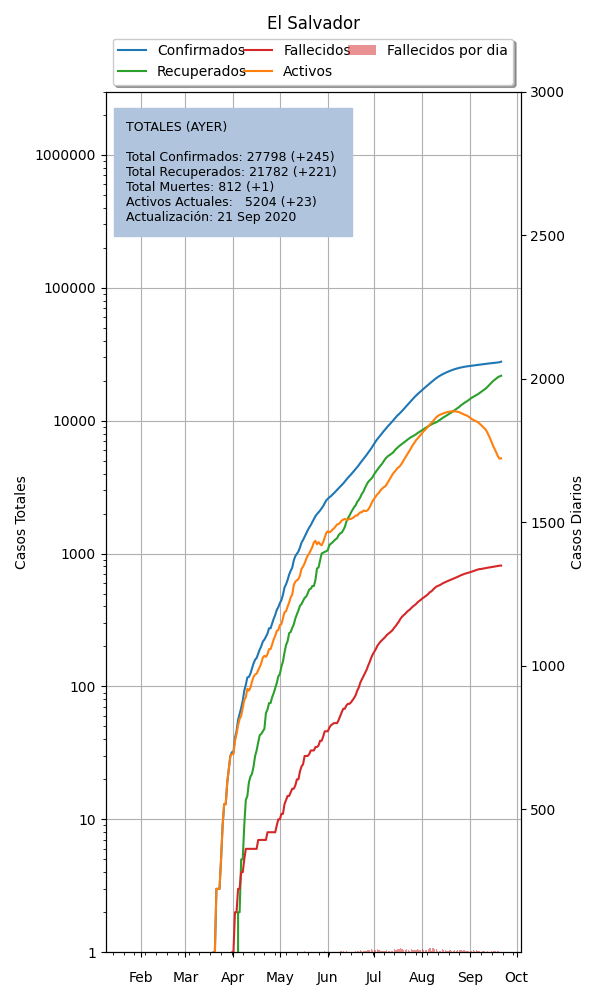 El Salvador
Confirmados Fallecidos Fallecidos por dia
Recuperados Activos
TOTALES (AYER)
Total Confirmados: 27798 (+245)
Total Recuperados: 21782 (+221)
Total Muertes: 812 (+1)
Activos Actuales: 5204 (+23)
Actualización: 21 Sep 2020
Casos Totales
1000000
100000
10000
1000
100
10
1
3000
2500
2000
1500
1000
500
Casos Diarios
Feb Mar Apr May Jun Jul Aug Sep Oct